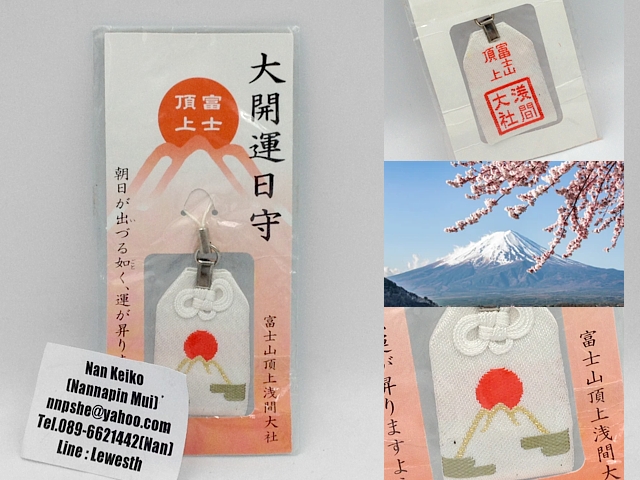 大開運日守
富士
頂上
朝日が出づる如く、運が昇りま
富士山頂上浅間大社
Nan Keiko
(Nannapin Mui)
nnpshe@yahoo.com
Tel.089-6621442(Nan)
Line : Lewesth
富士山
頂上
浅間
大社
富士山頂上浅間大
運が昇りますよ